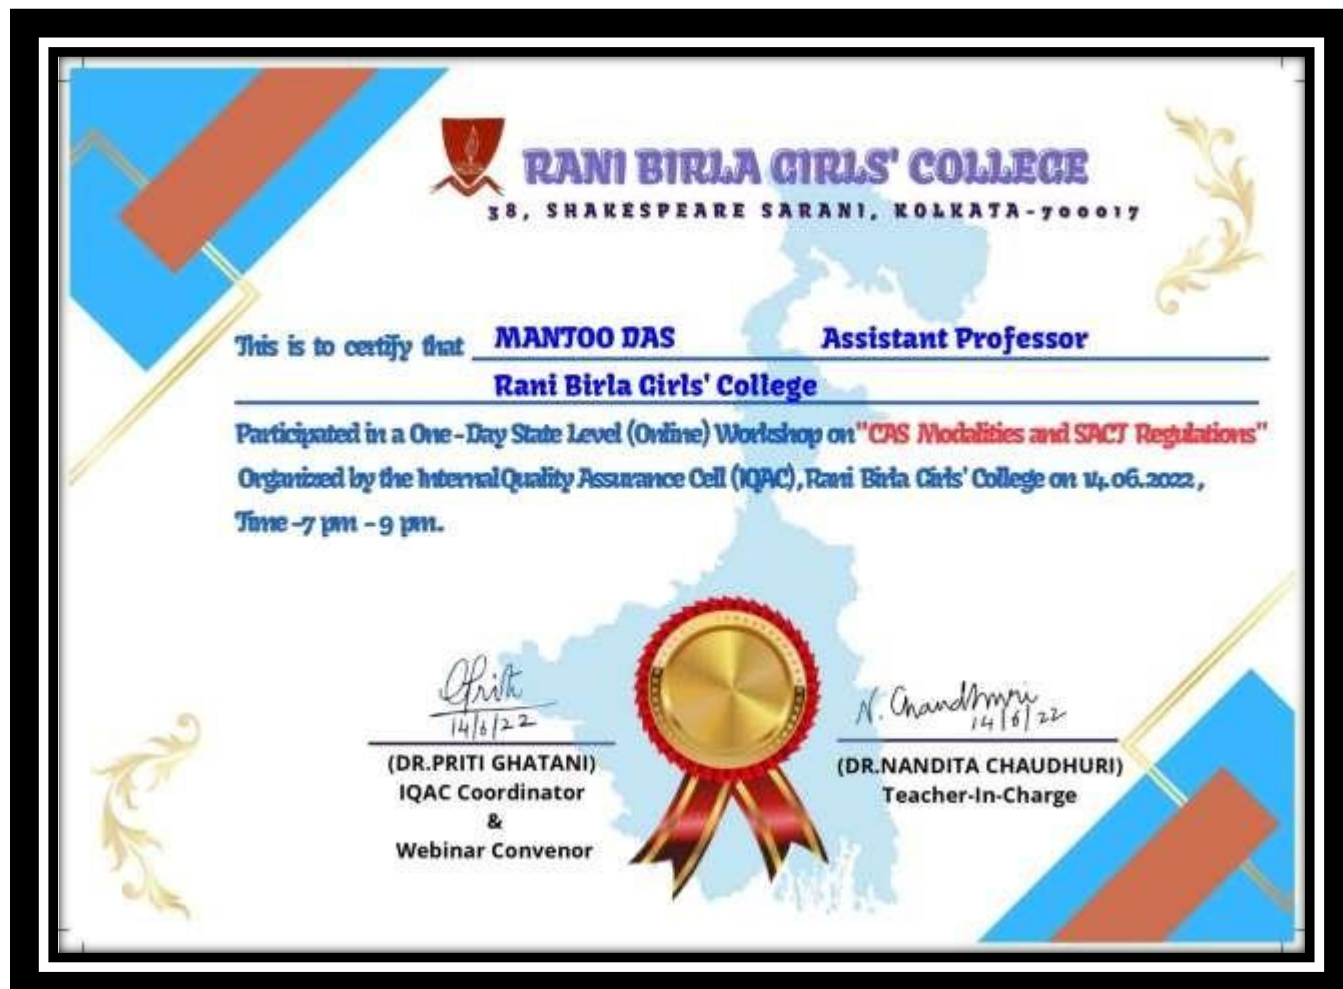 RANI BIRLA GIRLS' COLLEGE
38, SHAKESPEARE SARANI, KOLKATA-700017
This is to certify that MANTOO DAS Assistant Professor
Rani Birla Girls' College
Participated in a One-Day State Level (Online) Workshop on "CAS Modalities and SACT Regulations"
Organized by the Internal Quality Assurance Cell (IQAC), Rani Birla Girls' College on 14.06.2022,
Time -7 pm - 9 pm.
14/6/22
(DR.PRITI GHATANI)
IQAC Coordinator
&
Webinar Convenor
N. Chaudhuri
14/6/22
(DR.NANDITA CHAUDHURI)
Teacher-In-Charge